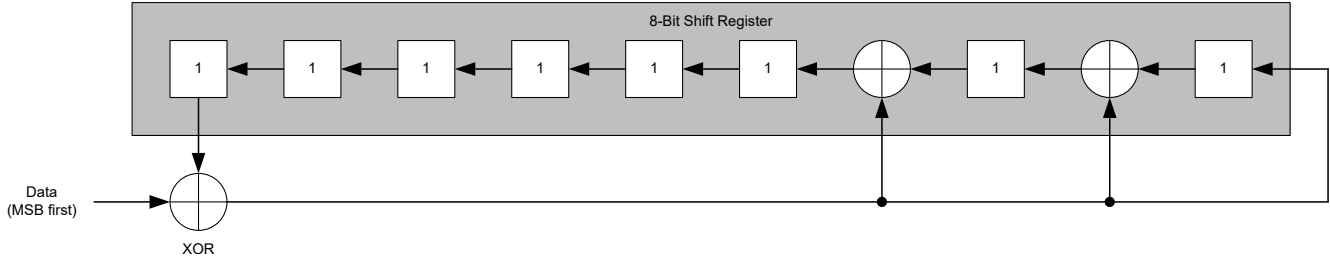 8-Bit Shift Register
1 1 1 1 1 1 1 1
Data
(MSB first)
XOR